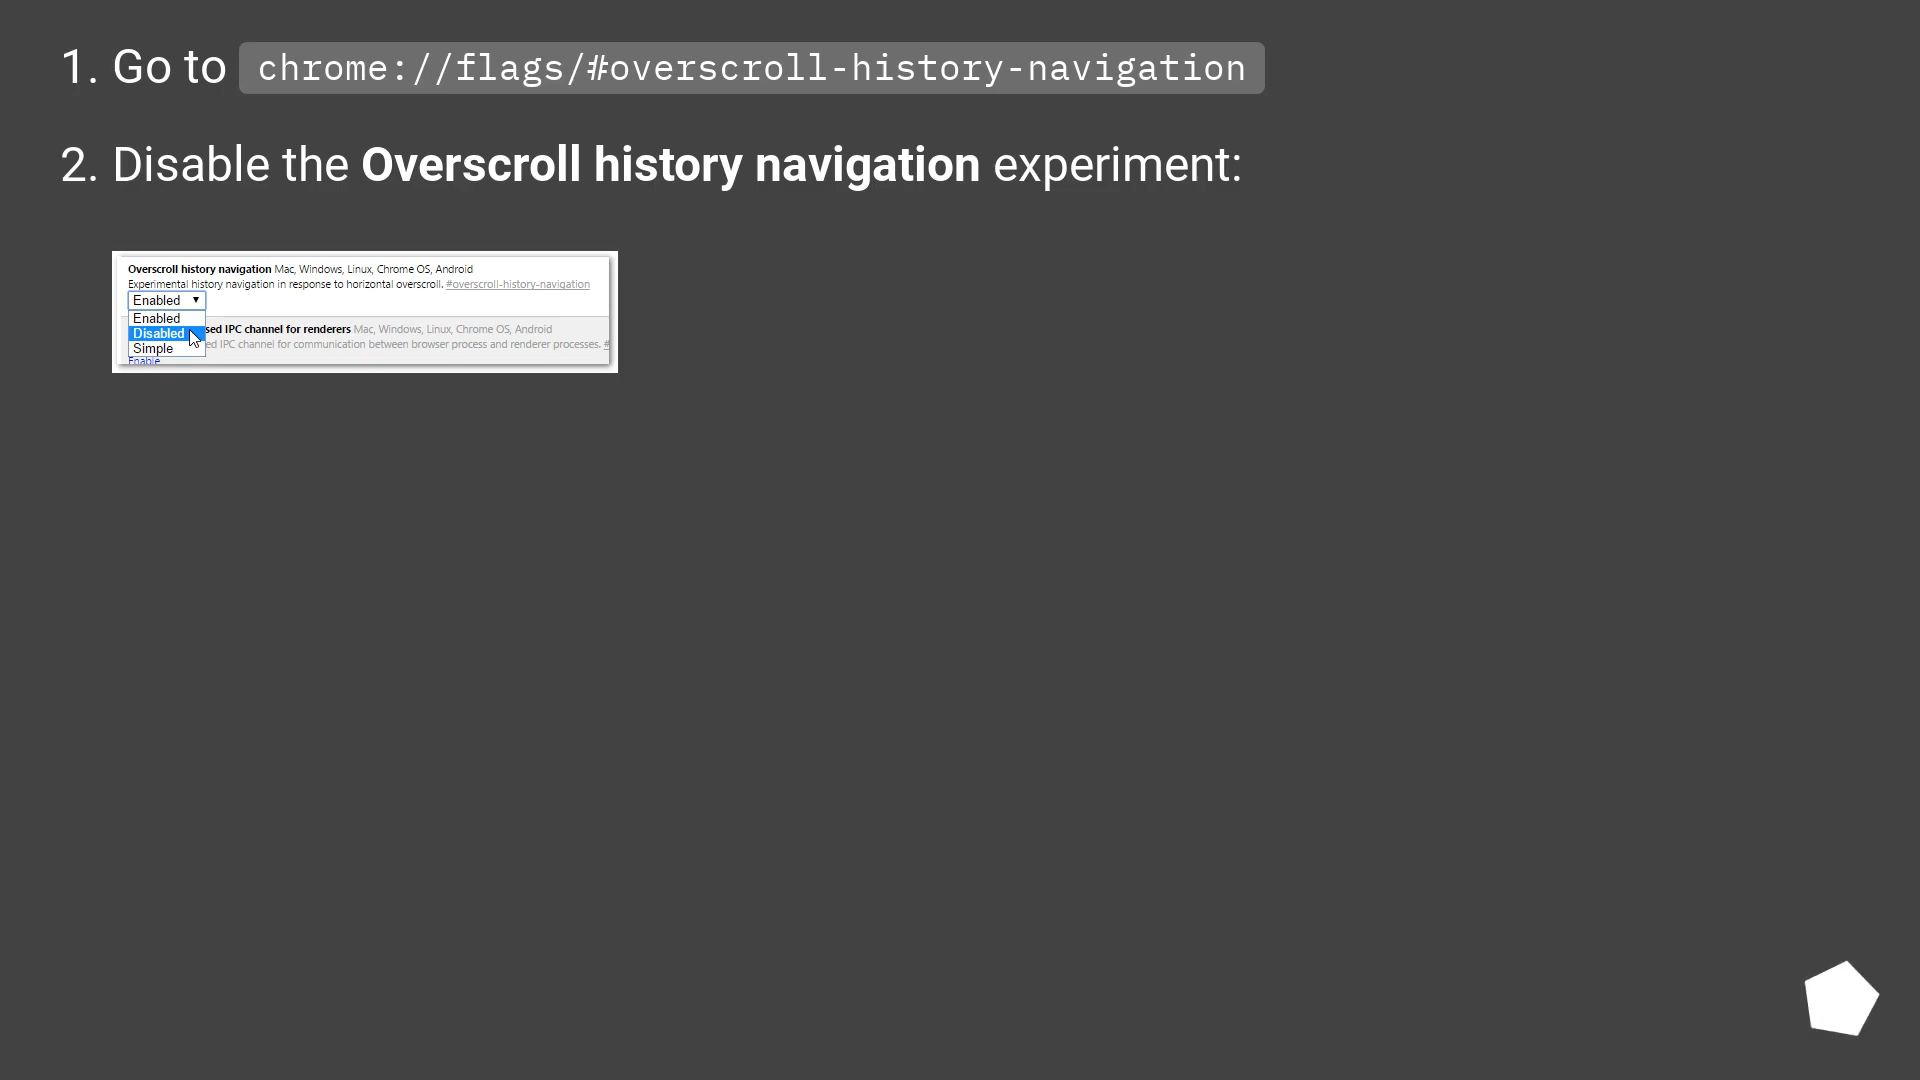 1. Go to chrome://flags/#overscroll-history-navigation
2. Disable the Overscroll history navigation experiment:
Overscroll history navigation Mac, Windows, Linux, Chrome OS, Android
Experimental history navigation in response to horizontal overscroll. #overscroll-history-navigation
Enabled
Enabled
Disabled sed IPC channel for renderers Mac, Windows, Linux, Chrome OS, Android
Simple ed IPC channel for communication between browser process and renderer processes. #
Enable